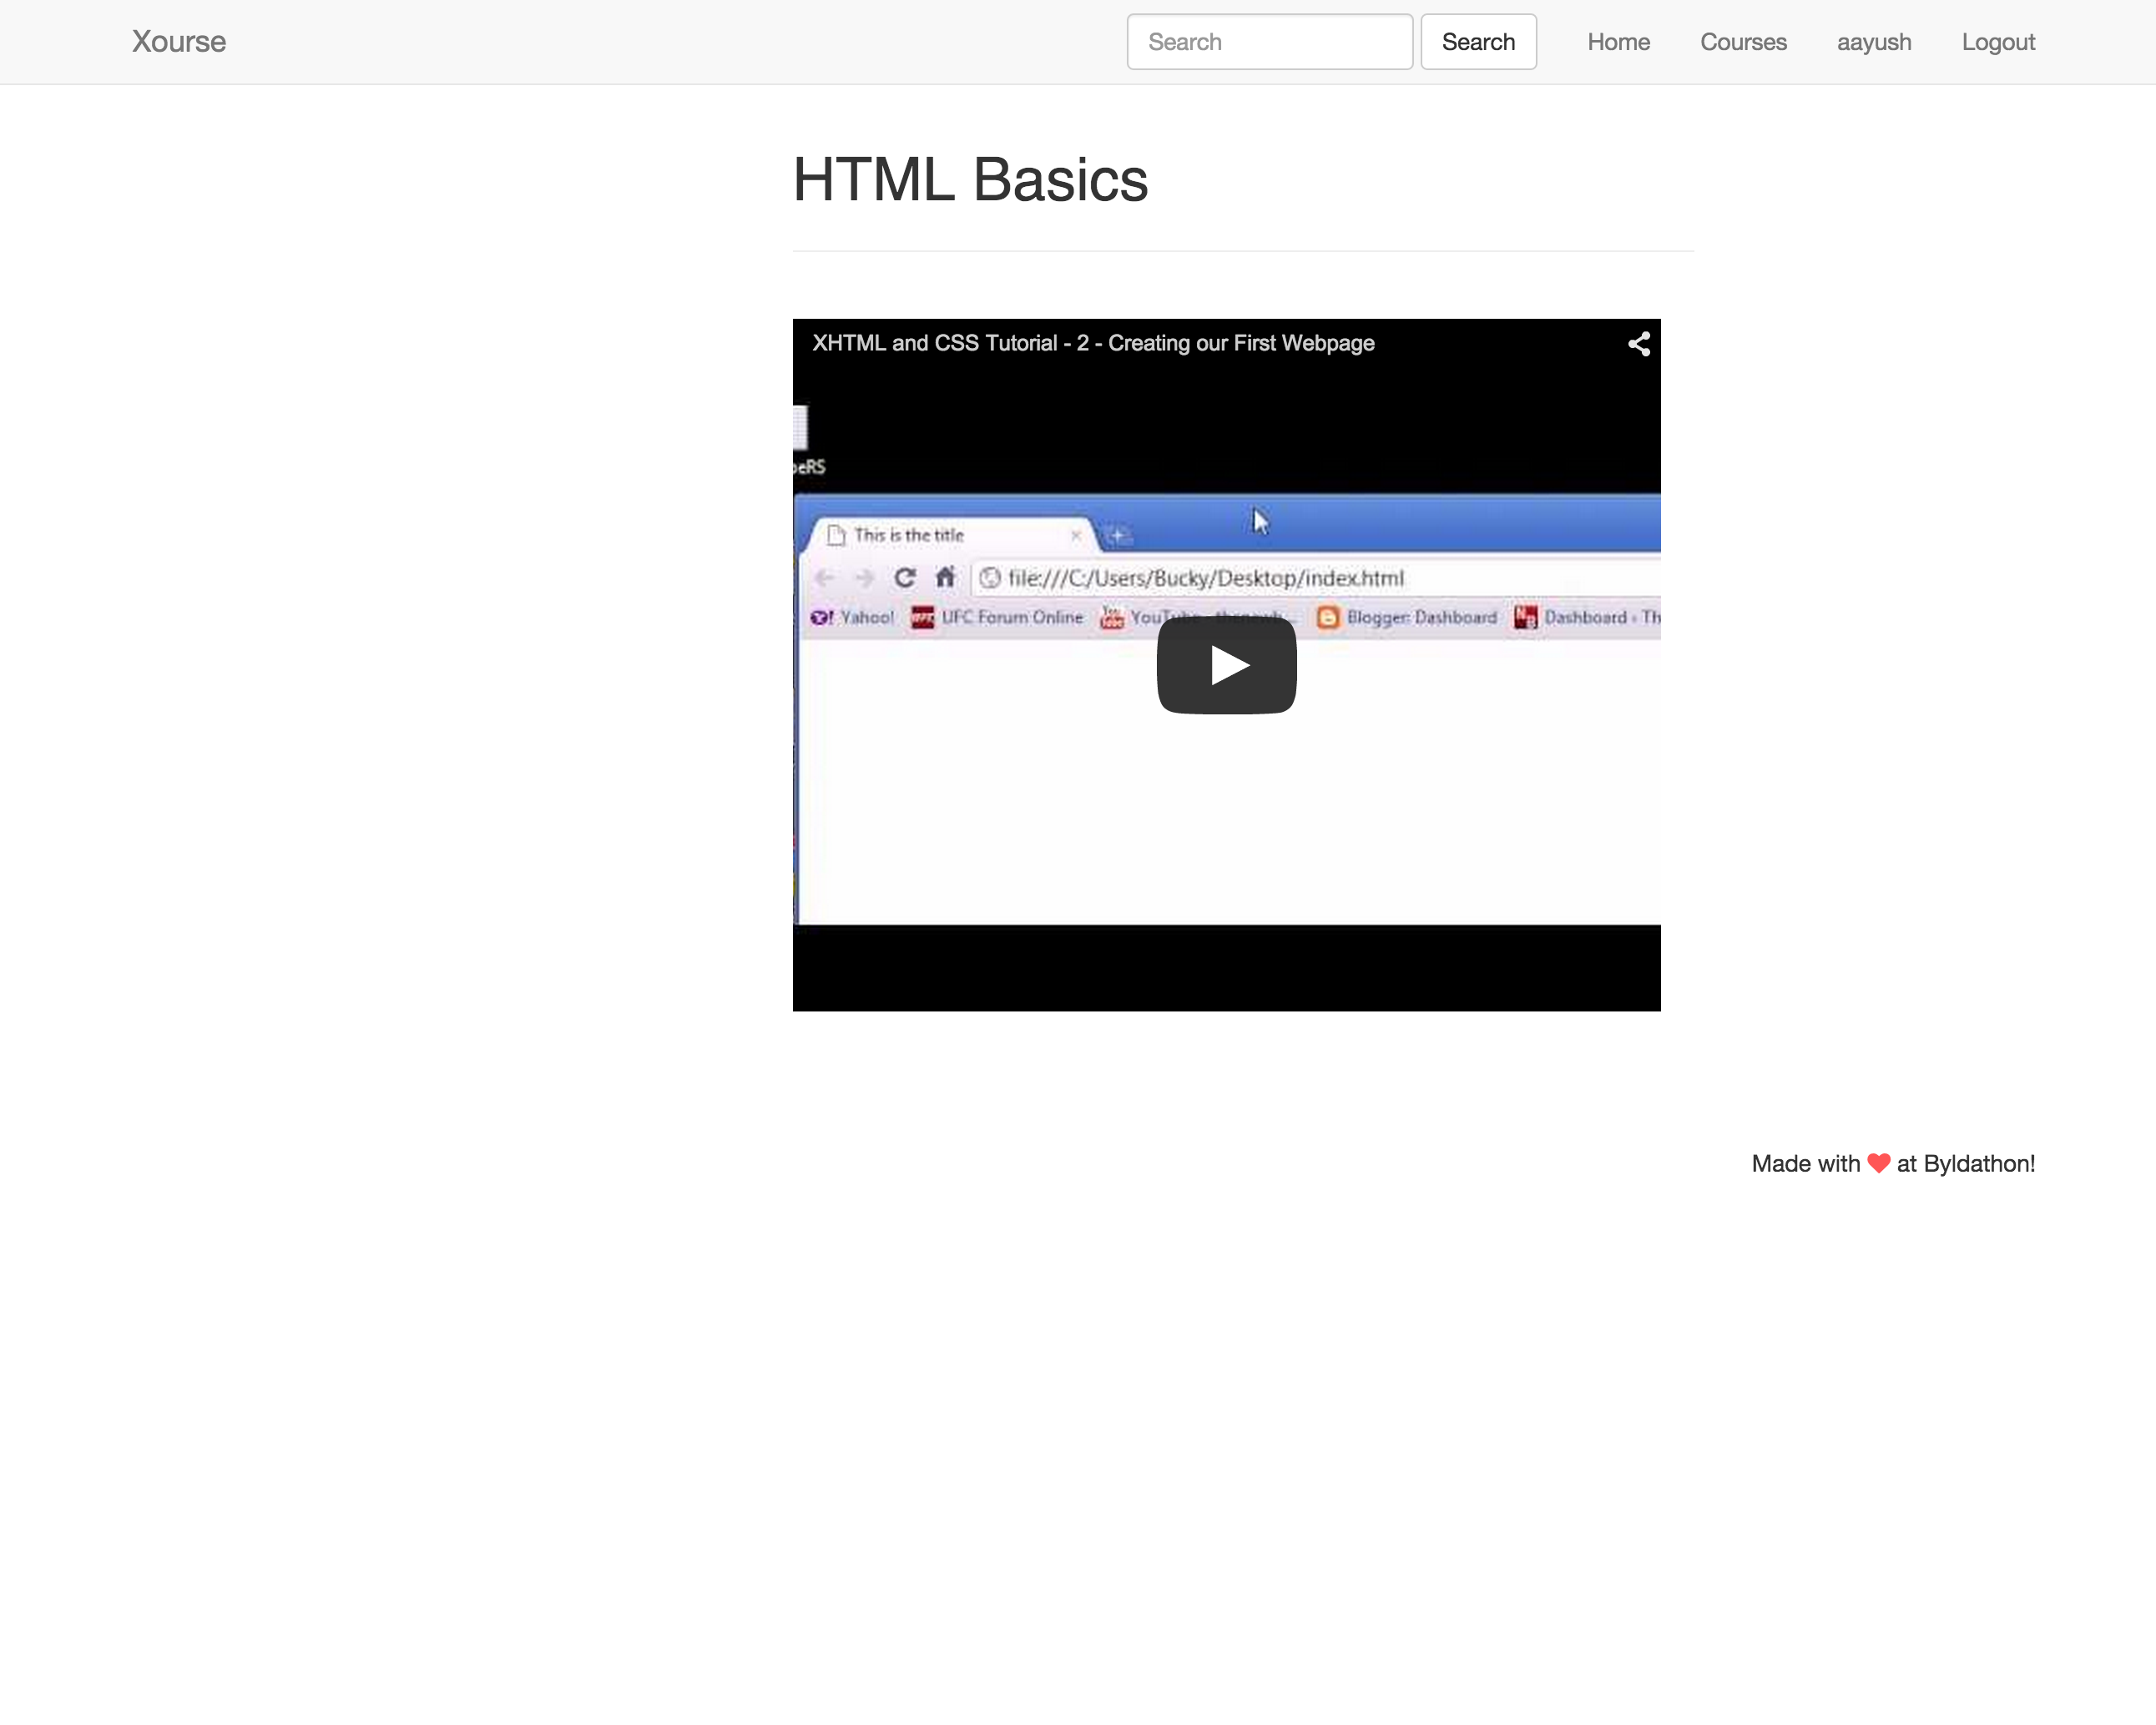 Xourse
Search
Search
Home
Courses
aayush
Logout
HTML Basics
XHTML and CSS Tutorial - 2 - Creating our First Webpage
eRS
This is the title
file:///C:/Users/Bucky/Desktop/index.html
Yahoo!
UFC Forum Online
Blogger: Dashboard
Dashboard ‹ Th
Made with ❤ at Byldathon!